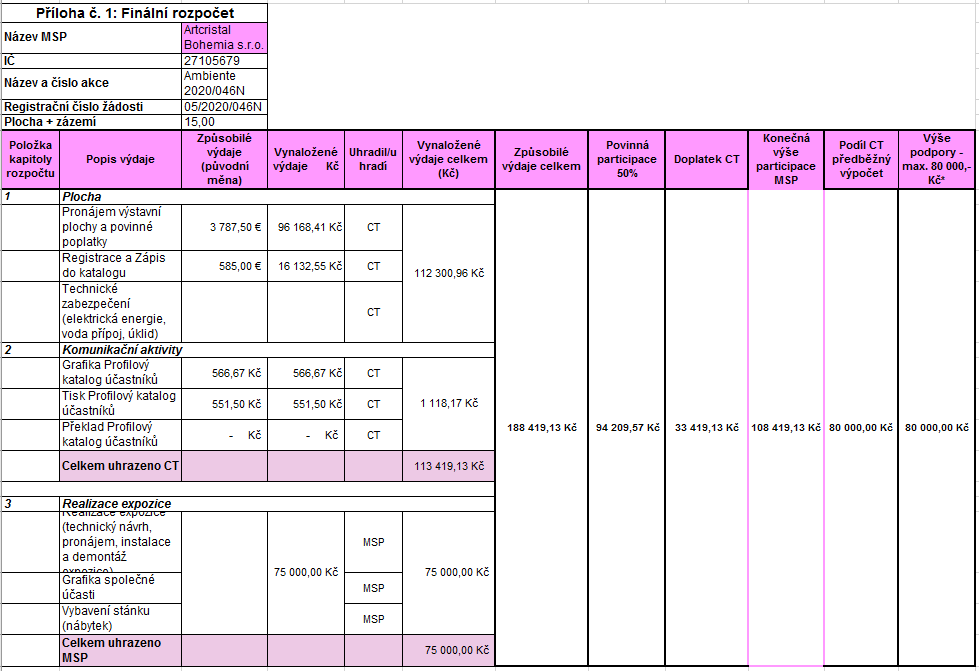 Příloha č. 1: Finální rozpočet
Název MSP
Artcristal
Bohemia s.r.o.
IČ
27105679
Název a číslo akce
Ambiente
2020/046N
Registrační číslo žádosti
05/2020/046N
Plocha + zázemí
15,00
Položka
kapitoly
rozpočtu
Popis výdaje
Způsobilé
výdaje
(původní
měna)
Vynaložené
výdaje Kč
Uhradil/u
hradí
Vynaložené
výdaje celkem
(Kč)
Způsobilé
výdaje celkem
Povinná
participace
50%
Doplatek CT
Konečná
výše
participace
MSP
Podíl CT
předběžný
výpočet
Výše
podpory -
max. 80 000,-
Kč*
1 Plocha
Pronájem výstavní
plochy a povinné
poplatky
3 787,50 € 96 168,41 Kč CT
Registrace a Zápis
do katalogu
585,00 € 16 132,55 Kč CT
112 300,96 Kč
Technické
zabezpečení
(elektrická energie,
voda přípoj, úklid)
CT
2 Komunikační aktivity
Grafika Profilový
katalog účastníků
566,67 Kč 566,67 Kč CT
Tisk Profilový katalog
účastníků
551,50 Kč 551,50 Kč CT
1 118,17 Kč
Překlad Profilový
katalog účastníků
- Kč - Kč CT
188 419,13 Kč 94 209,57 Kč 33 419,13 Kč 108 419,13 Kč 80 000,00 Kč 80 000,00 Kč
Celkem uhrazeno CT 113 419,13 Kč
3 Realizace expozice
Realizace expozice
(technický návrh,
pronájem, instalace
a demontáž
expozice)
MSP
75 000,00 Kč 75 000,00 Kč
Grafika společné
účasti
MSP
Vybavení stánku
(nábytek)
MSP
Celkem uhrazeno
MSP
75 000,00 Kč